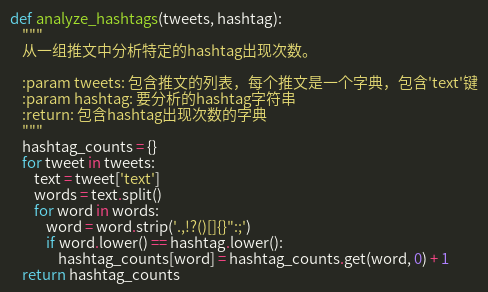 def analyze_hashtags(tweets, hashtag):
    """
    从一组推文中分析特定的hashtag出现次数。

    :param tweets: 包含推文的列表，每个推文是一个字典，包含'text'键
    :param hashtag: 要分析的hashtag字符串
    :return: 包含hashtag出现次数的字典
    """
    hashtag_counts = {}
    for tweet in tweets:
        text = tweet['text']
        words = text.split()
        for word in words:
            word = word.strip('.,!?()[]{}":;')
            if word.lower() == hashtag.lower():
                hashtag_counts[word] = hashtag_counts.get(word, 0) + 1
    return hashtag_counts